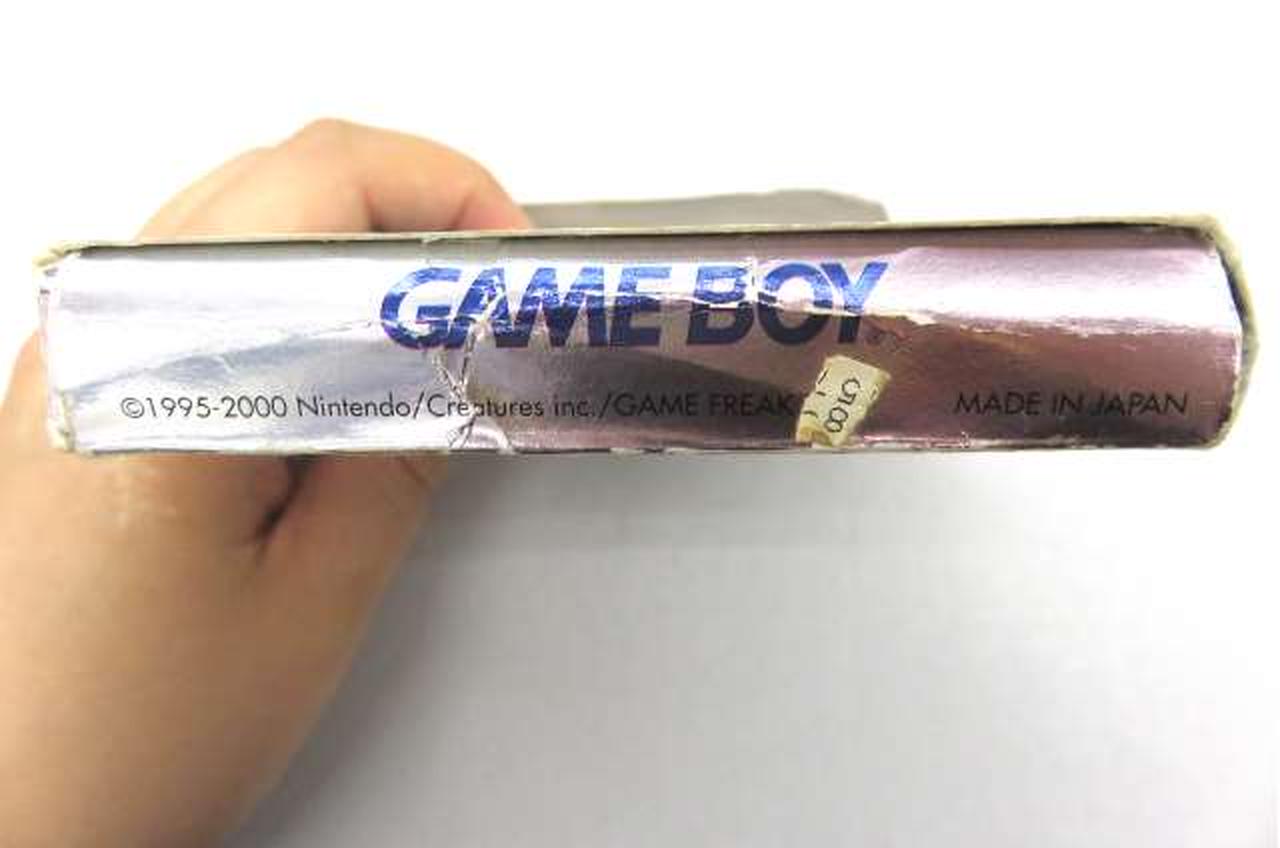 GAME BOY
©1995-2000 Nintendo/Creatures inc./GAME FREAK
MADE IN JAPAN